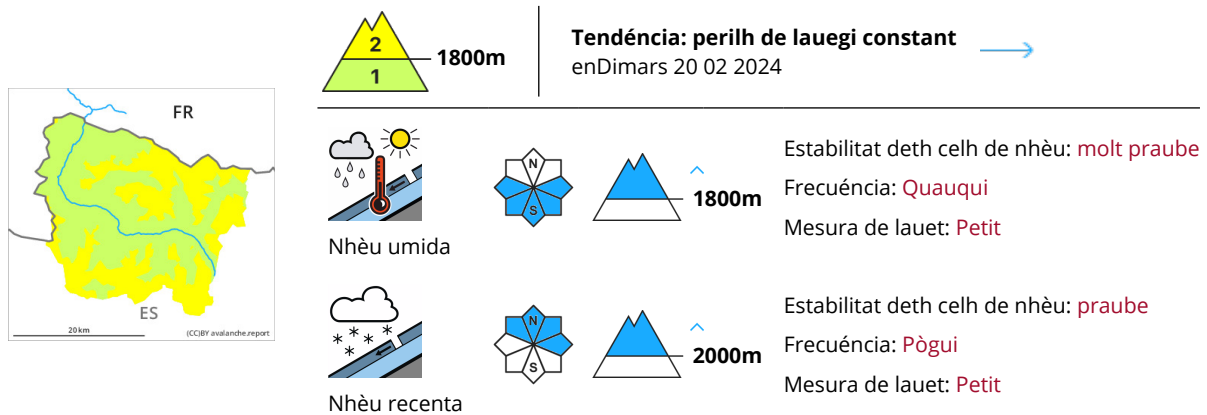 2
1
1800m
Tendéncia: perilh de lauegi constant
enDimars 20 02 2024
FR
ES
20 km
(CC)BY avalanche.report
Nhèu umida
N
S
1800m
Estabilitat deth celh de nhèu: molt praube
Frecuéncia: Quauqui
Mesura de lauet: Petit
Nhèu recenta
N
S
2000m
Estabilitat deth celh de nhèu: praube
Frecuéncia: Pògui
Mesura de lauet: Petit